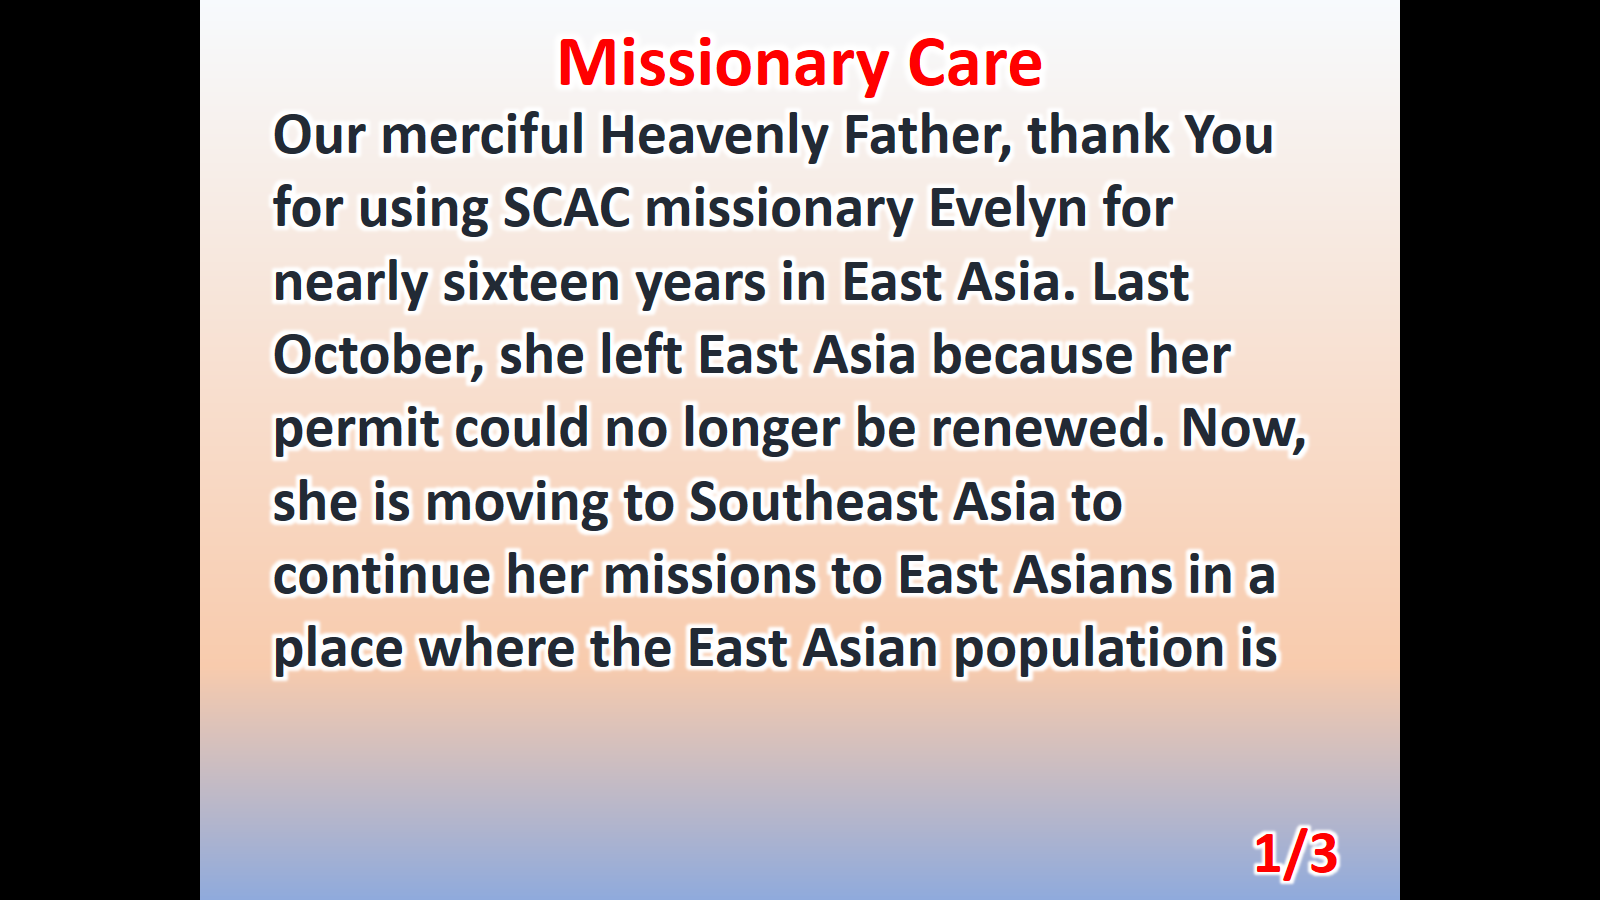 Missionary Care
Our merciful Heavenly Father, thank You
for using SCAC missionary Evelyn for
nearly sixteen years in East Asia. Last
October, she left East Asia because her
permit could no longer be renewed. Now,
she is moving to Southeast Asia to
continue her missions to East Asians in a
place where the East Asian population is
1/3